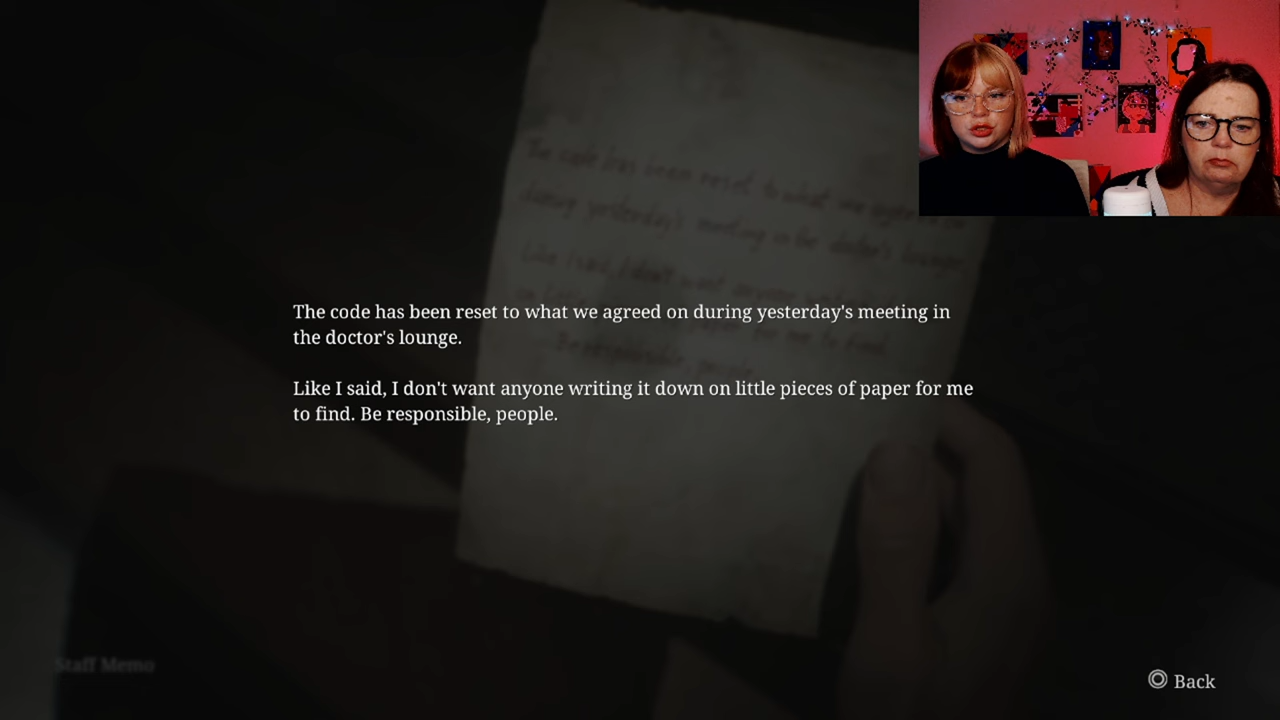 The code has been reset to what we agreed on during yesterday's meeting in
the doctor's lounge.
Like I said, I don't want anyone writing it down on little pieces of paper for me
to find. Be responsible, people.
Staff Memo
Back